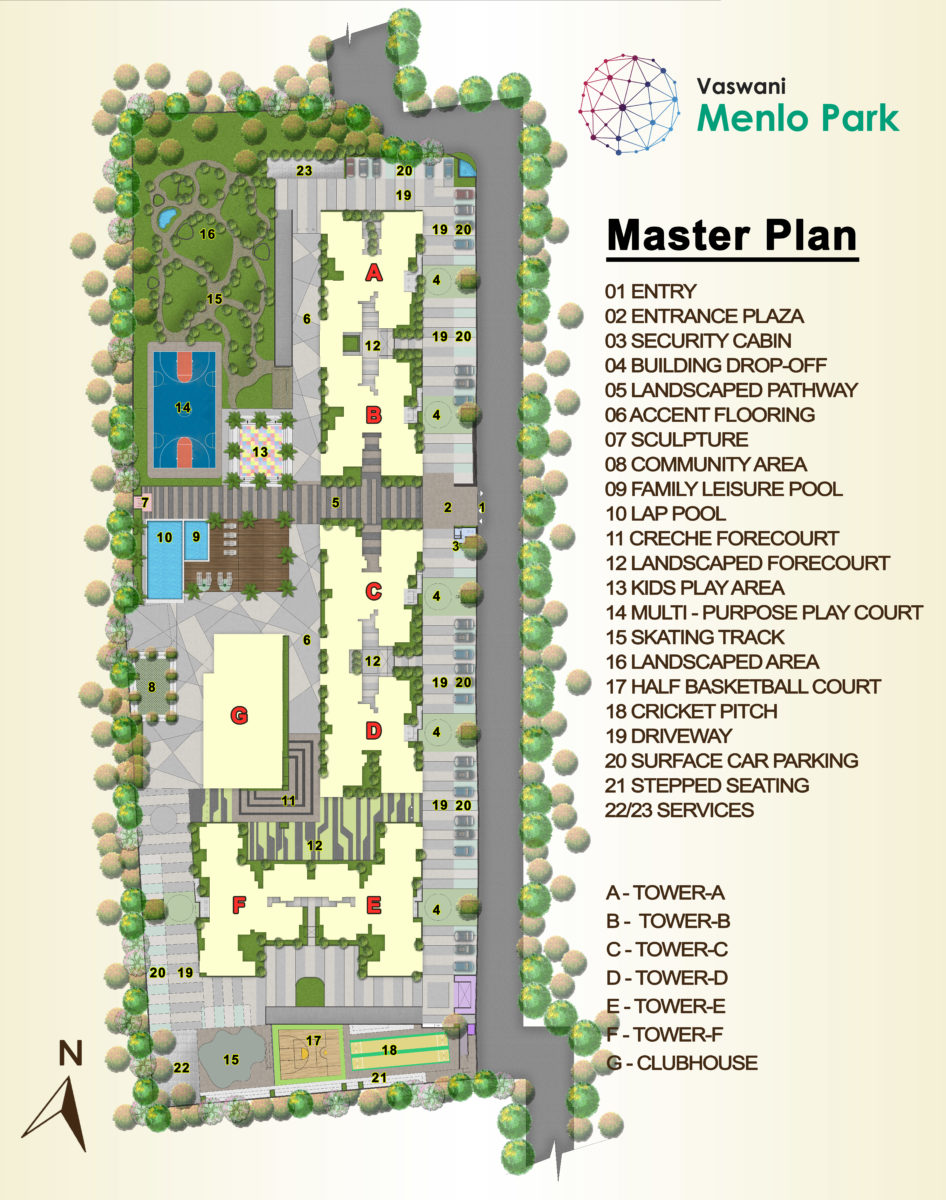 Vaswani
Menlo Park
Master Plan
01 ENTRY
02 ENTRANCE PLAZA
03 SECURITY CABIN
04 BUILDING DROP-OFF
05 LANDSCAPED PATHWAY
06 ACCENT FLOORING
07 SCULPTURE
08 COMMUNITY AREA
09 FAMILY LEISURE POOL
10 LAP POOL
11 CRECHE FORECOURT
12 LANDSCAPED FORECOURT
13 KIDS PLAY AREA
14 MULTI - PURPOSE PLAY COURT
15 SKATING TRACK
16 LANDSCAPED AREA
17 HALF BASKETBALL COURT
18 CRICKET PITCH
19 DRIVEWAY
20 SURFACE CAR PARKING
21 STEPPED SEATING
22/23 SERVICES
A - TOWER-A
B - TOWER-B
C - TOWER-C
D - TOWER-D
E - TOWER-E
F - TOWER-F
G - CLUBHOUSE
23
20
19
16
19 20
A
4
15
6
12
19 20
14
B
4
13
7
5
2
1
10
9
3
C
4
6
12
8
19 20
G
D
4
11
19 20
12
F
E
4
20
19
17
18
15
22
21
N